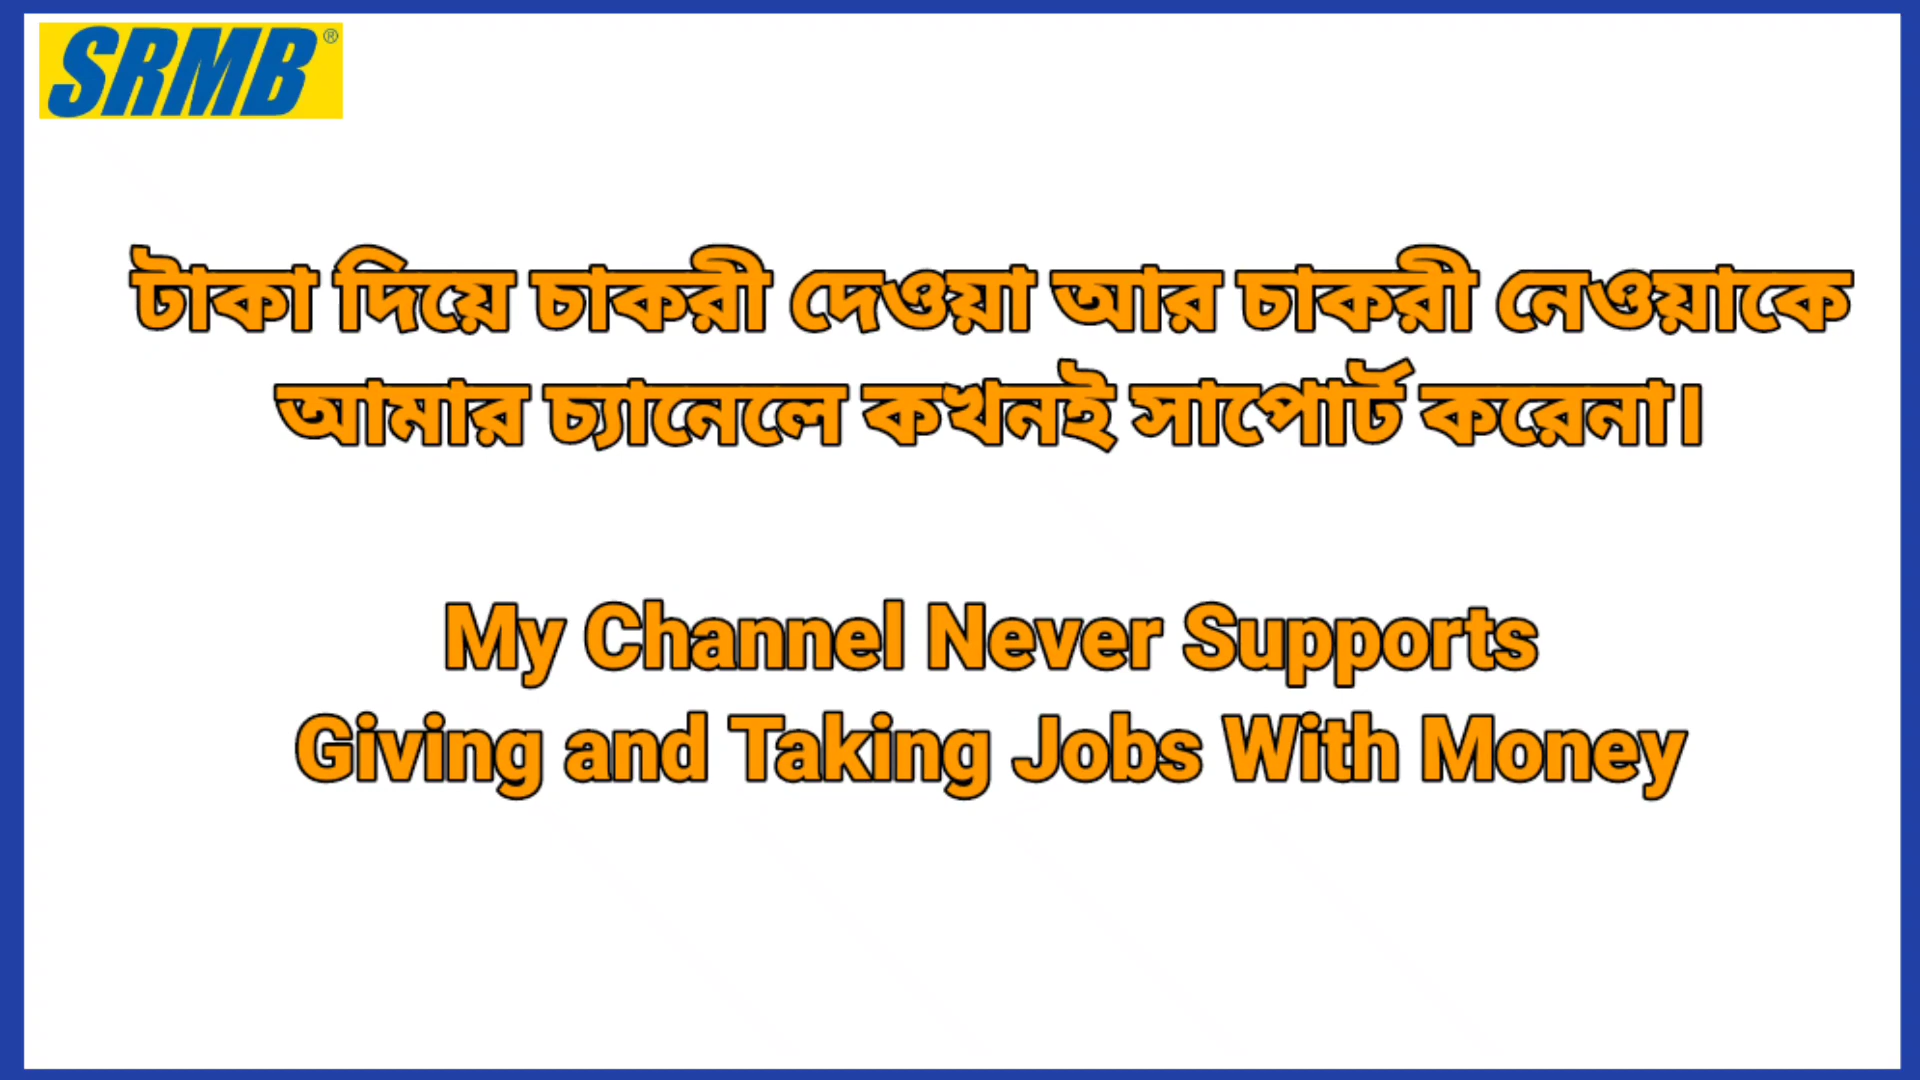 SRMB®
টাকা দিয়ে চাকরী দেওয়া আর চাকরী নেওয়াকে
আমার চ্যানেলে কখনই সাপোর্ট করেনা।
My Channel Never Supports
Giving and Taking Jobs With Money